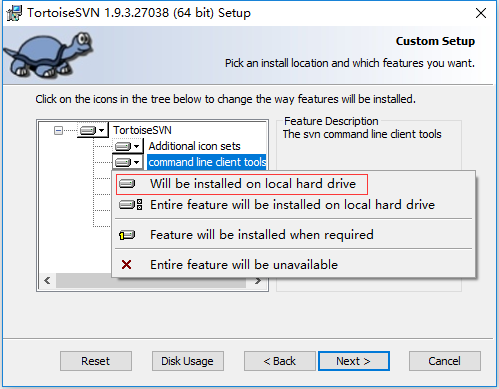 TortoiseSVN 1.9.3.27038 (64 bit) Setup
Custom Setup
Pick an install location and which features you want.
Click on the icons in the tree below to change the way features will be installed.
TortoiseSVN
Additional icon sets
command line client tools
Feature Description
The svn command line client tools
Will be installed on local hard drive
Entire feature will be installed on local hard drive
Feature will be installed when required
Entire feature will be unavailable
Reset
Disk Usage
< Back
Next >
Cancel